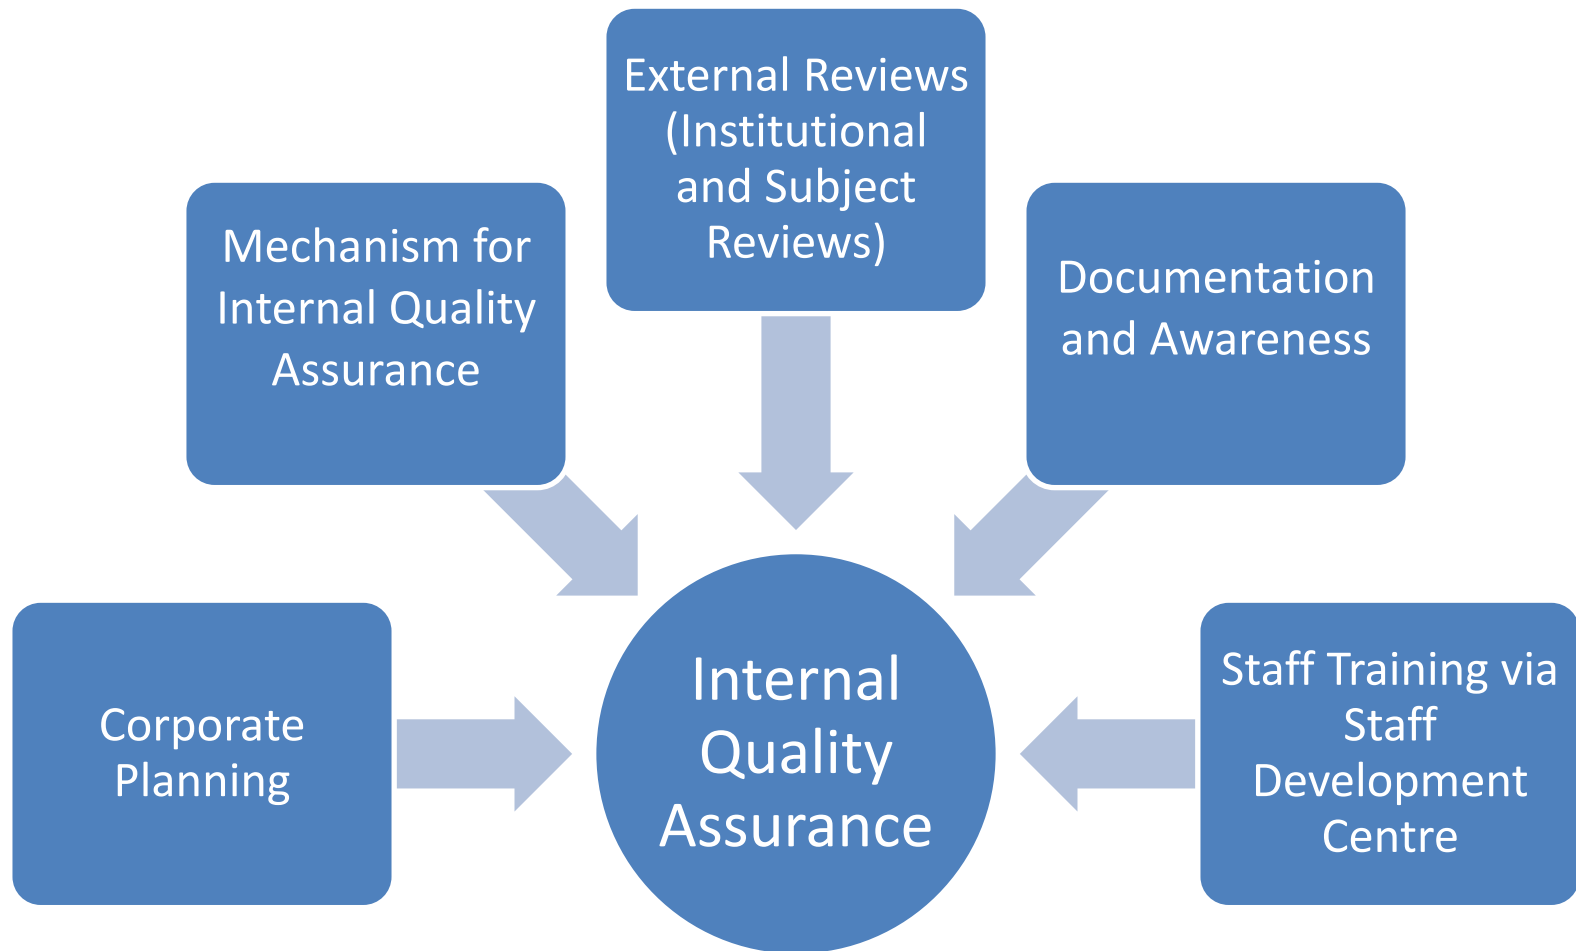 External Reviews
(Institutional
and Subject
Reviews)
Mechanism for
Internal Quality
Assurance
Documentation
and Awareness
Corporate
Planning
Internal
Quality
Assurance
Staff Training via
Staff
Development
Centre